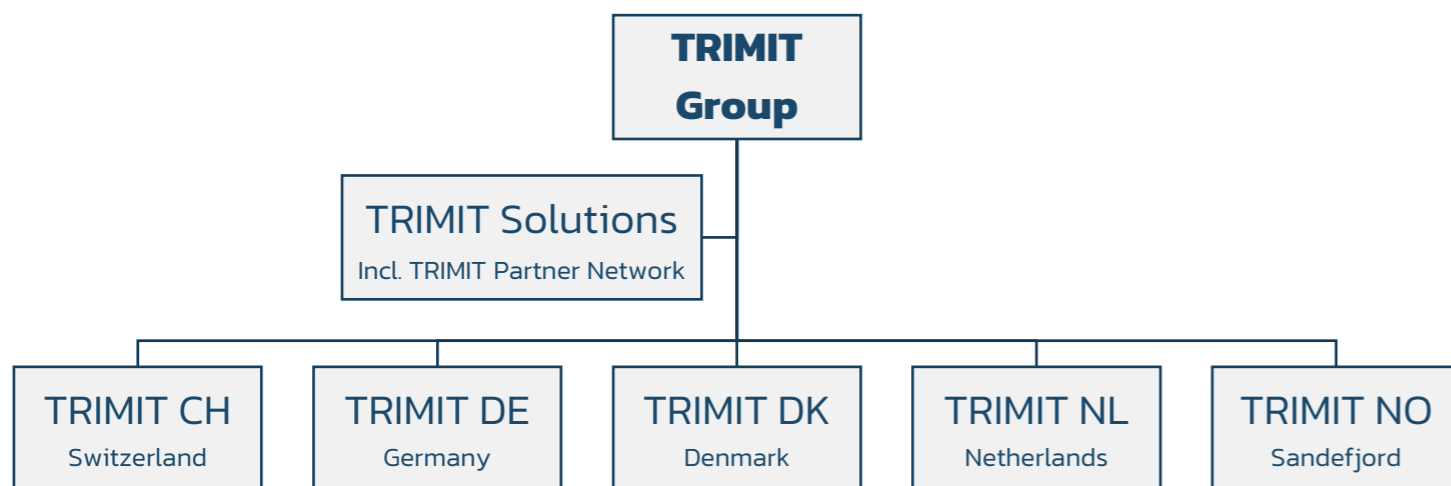 TRIMIT
Group
TRIMIT Solutions
Incl. TRIMIT Partner Network
TRIMIT CH
Switzerland
TRIMIT DE
Germany
TRIMIT DK
Denmark
TRIMIT NL
Netherlands
TRIMIT NO
Sandefjord